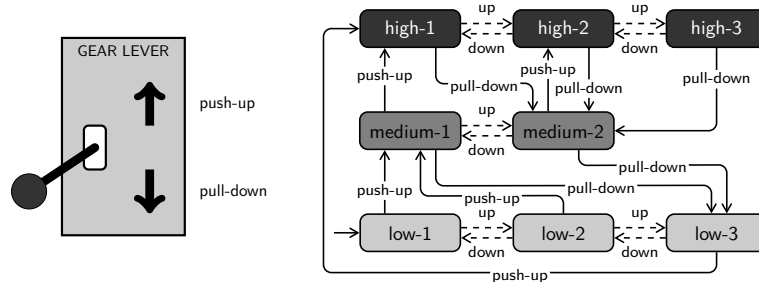 GEAR LEVER
push-up
pull-down
up
up
high-1
high-2
high-3
down
down
push-up
pull-down
push-up
pull-down
pull-down
up
medium-1
medium-2
down
pull-down
push-up
push-up
pull-down
up
up
low-1
low-2
low-3
down
down
push-up